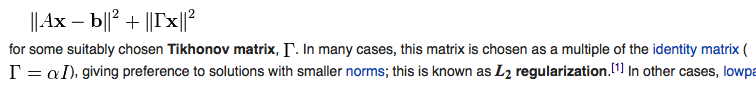 ‖Ax − b‖² + ‖Γx‖²
for some suitably chosen Tikhonov matrix, Γ. In many cases, this matrix is chosen as a multiple of the identity matrix (
Γ = αI), giving preference to solutions with smaller norms; this is known as L₂ regularization.[1] In other cases, lowpa